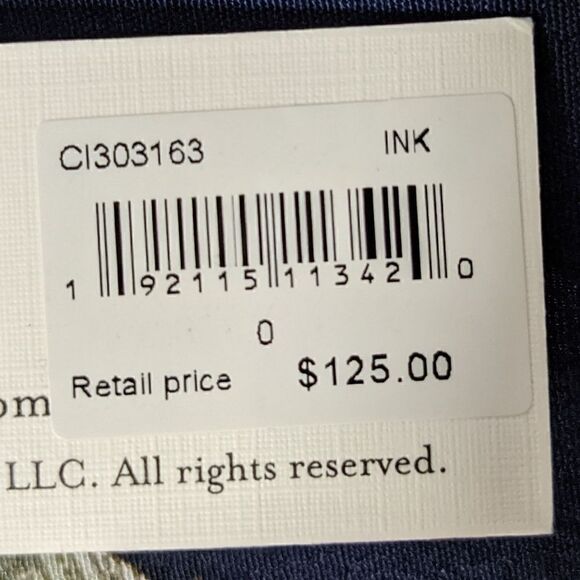 CI303163 INK
1 92115 11342 0
0
Retail price $125.00
om
LLC. All rights reserved.